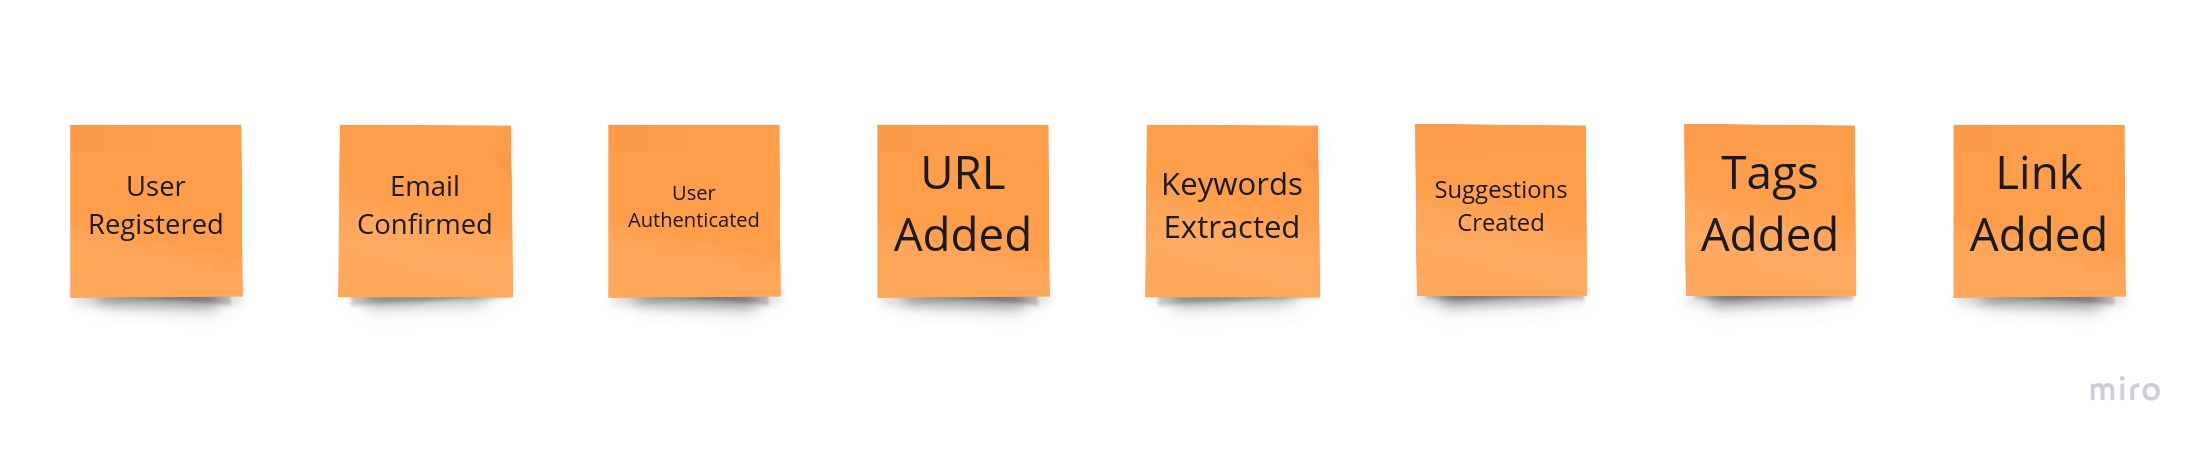 User
Registered
Email
Confirmed
User
Authenticated
URL
Added
Keywords
Extracted
Suggestions
Created
Tags
Added
Link
Added
miro